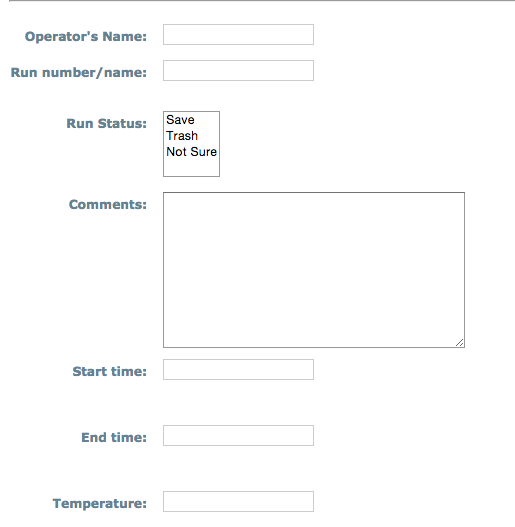 Operator's Name:
Run number/name:
Run Status:
Save
Trash
Not Sure
Comments:
Start time:
End time:
Temperature: